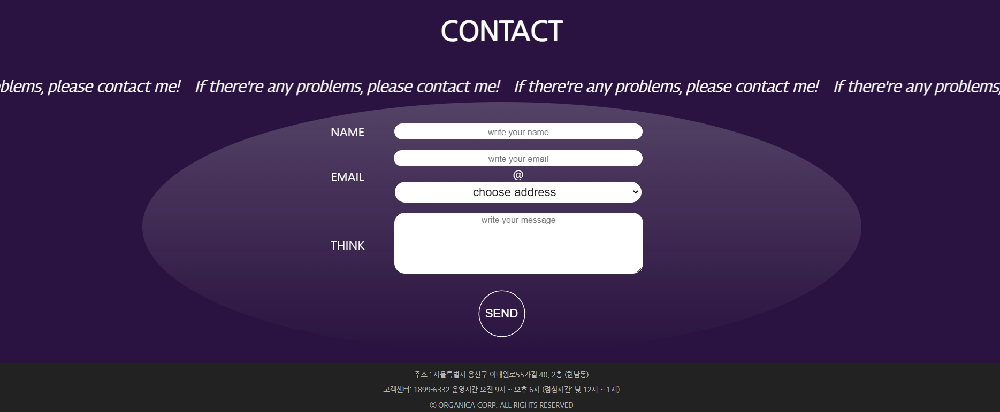 CONTACT
blems, please contact me! If there're any problems, please contact me! If there're any problems, please contact me! If there're any problems,
NAME
write your name
write your email
EMAIL
@
choose address
write your message
THINK
SEND
주소 : 서울특별시 용산구 이태원로55가길 40, 2층 (한남동)
고객센터: 1899-6332 운영시간 오전 9시 ~ 오후 6시 (점심시간: 낮 12시 ~ 1시)
ⓒ ORGANICA CORP. ALL RIGHTS RESERVED